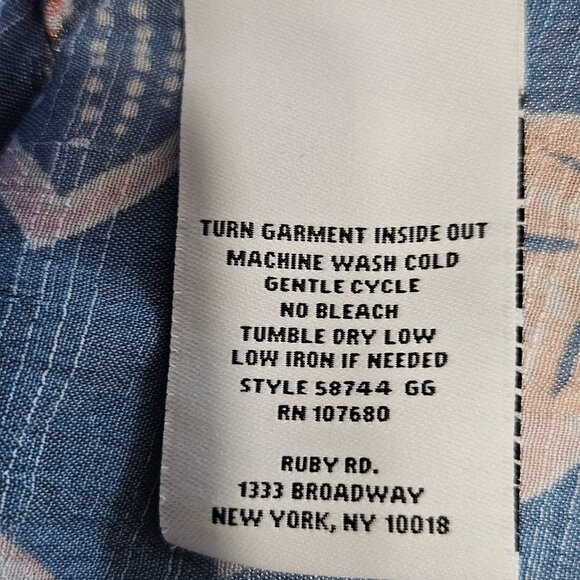 TURN GARMENT INSIDE OUT
MACHINE WASH COLD
GENTLE CYCLE
NO BLEACH
TUMBLE DRY LOW
LOW IRON IF NEEDED
STYLE 58744 GG
RN 107680
RUBY RD.
1333 BROADWAY
NEW YORK, NY 10018